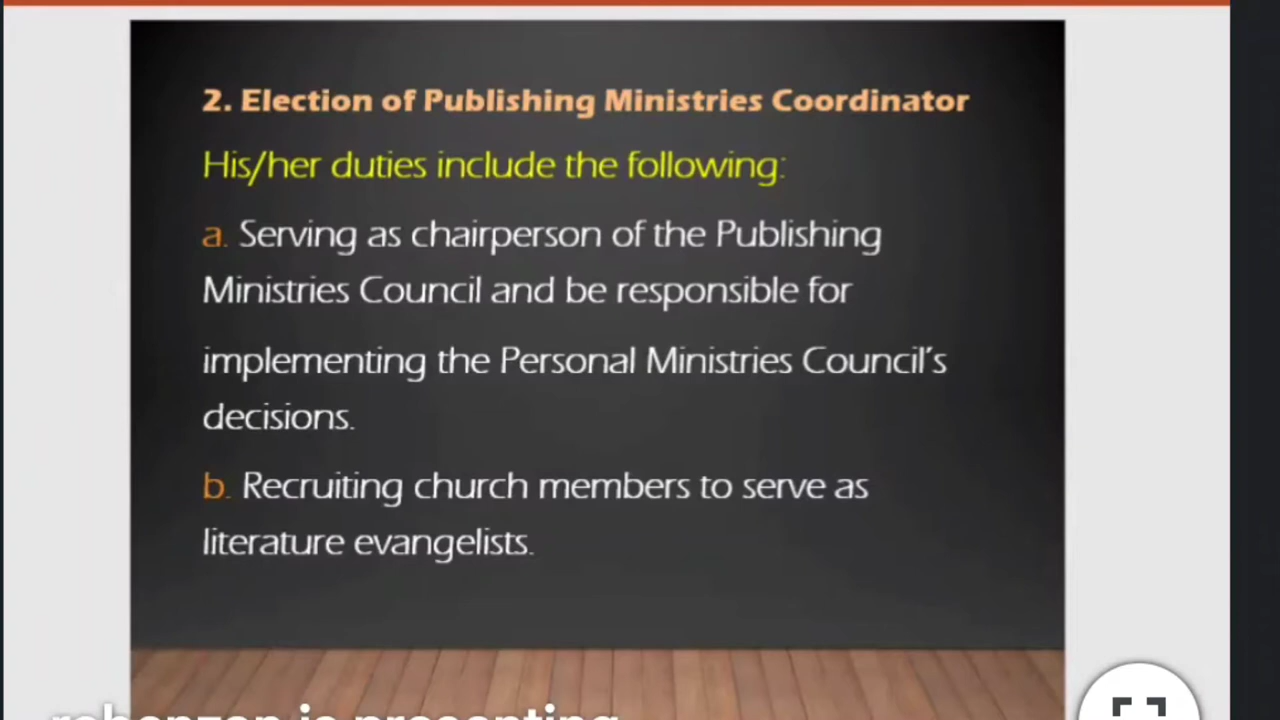 2. Election of Publishing Ministries Coordinator
His/her duties include the following:
a. Serving as chairperson of the Publishing
Ministries Council and be responsible for
implementing the Personal Ministries Council's
decisions.
b. Recruiting church members to serve as
literature evangelists.
is presenting